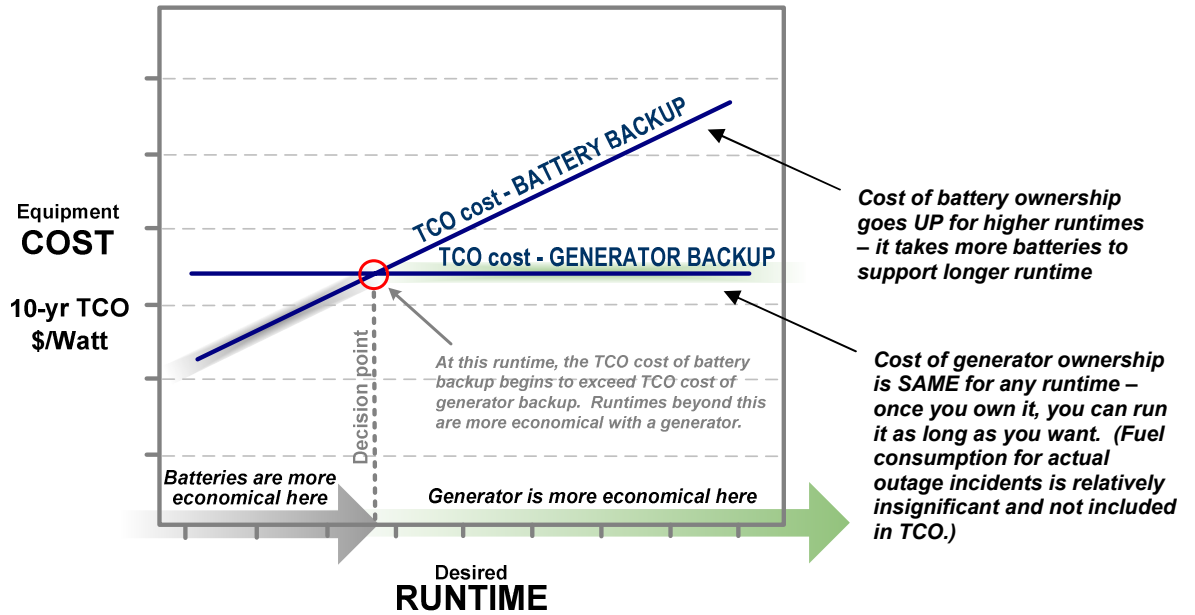 Equipment
COST
10-yr TCO
$/Watt
TCO cost - BATTERY BACKUP
TCO cost - GENERATOR BACKUP
Decision point
At this runtime, the TCO cost of battery
backup begins to exceed TCO cost of
generator backup.  Runtimes beyond this
are more economical with a generator.
Batteries are more
economical here
Generator is more economical here
Desired
RUNTIME
Cost of battery ownership
goes UP for higher runtimes
– it takes more batteries to
support longer runtime
Cost of generator ownership
is SAME for any runtime –
once you own it, you can run
it as long as you want.  (Fuel
consumption for actual
outage incidents is relatively
insignificant and not included
in TCO.)